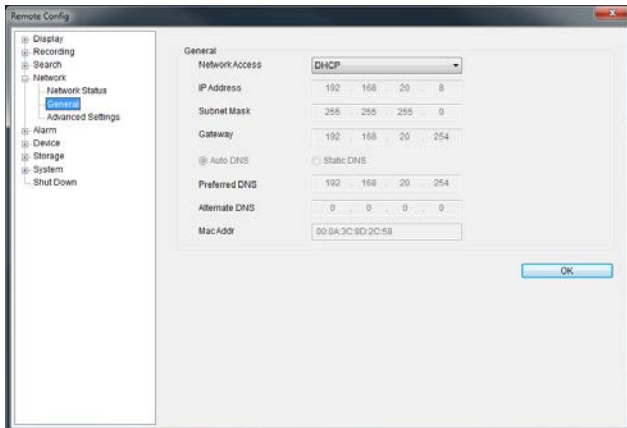 Remote Config
Display
Recording
Search
Network
Network Status
General
Advanced Settings
Alarm
Device
Storage
System
Shut Down
General
Network Access DHCP
IP Address 192 . 168 . 20 . 8
Subnet Mask 255 . 255 . 255 . 0
Gateway 192 . 168 . 20 . 254
Auto DNS Static DNS
Preferred DNS 192 . 168 . 20 . 254
Alternate DNS 0 . 0 . 0 . 0
Mac Addr 00:0A:3C:8D:2C:58
OK